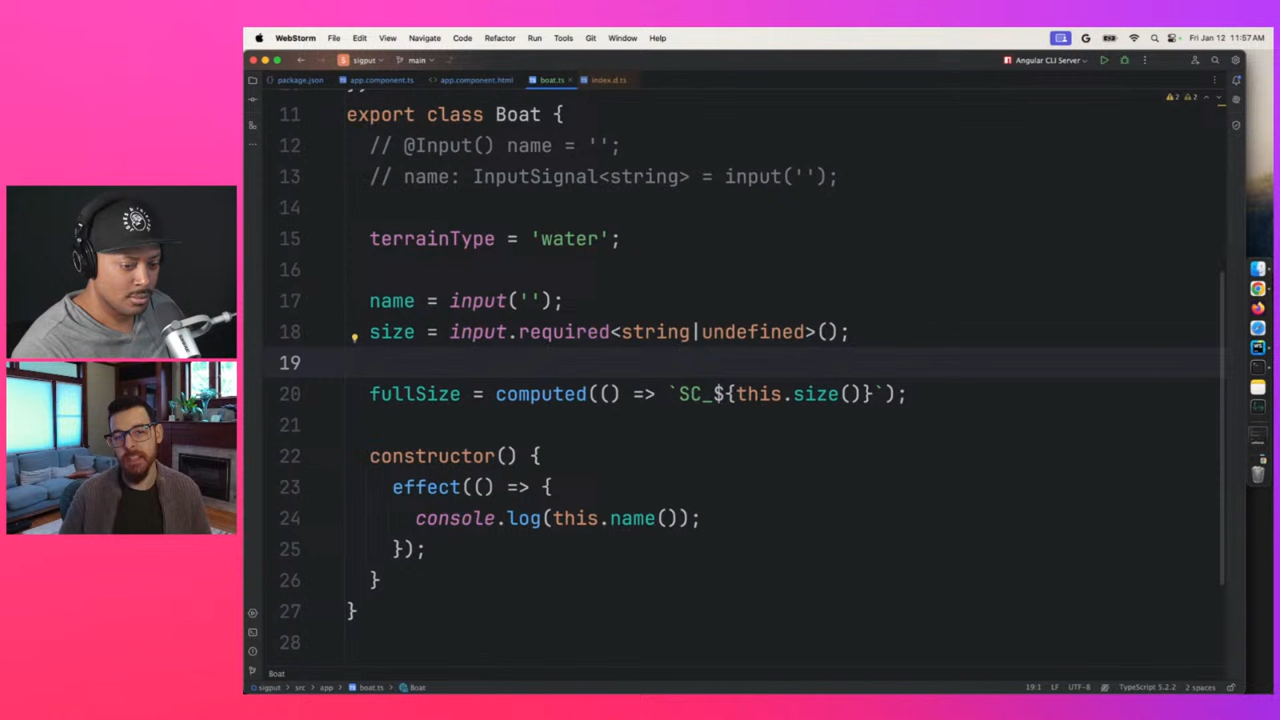 WebStorm File Edit View Navigate Code Refactor Run Tools Git Window Help Fri Jan 12 11:57AM
sigput main Angular CLI Server
package.json app.component.ts app.component.html boat.ts index.d.ts
2 2
11 export class Boat {
12 // @Input() name = '';
13 // name: InputSignal<string> = input('');
14
15 terrainType = 'water';
16
17 name = input('');
18 size = input.required<string|undefined>();
19
20 fullSize = computed(() => `SC_${this.size()}`);
21
22 constructor() {
23 effect(() => {
24 console.log(this.name());
25 });
26 }
27 }
28
Boat
sigput > src > app > boat.ts > Boat 19:1 LF UTF-8 TypeScript 5.2.2 2 spaces